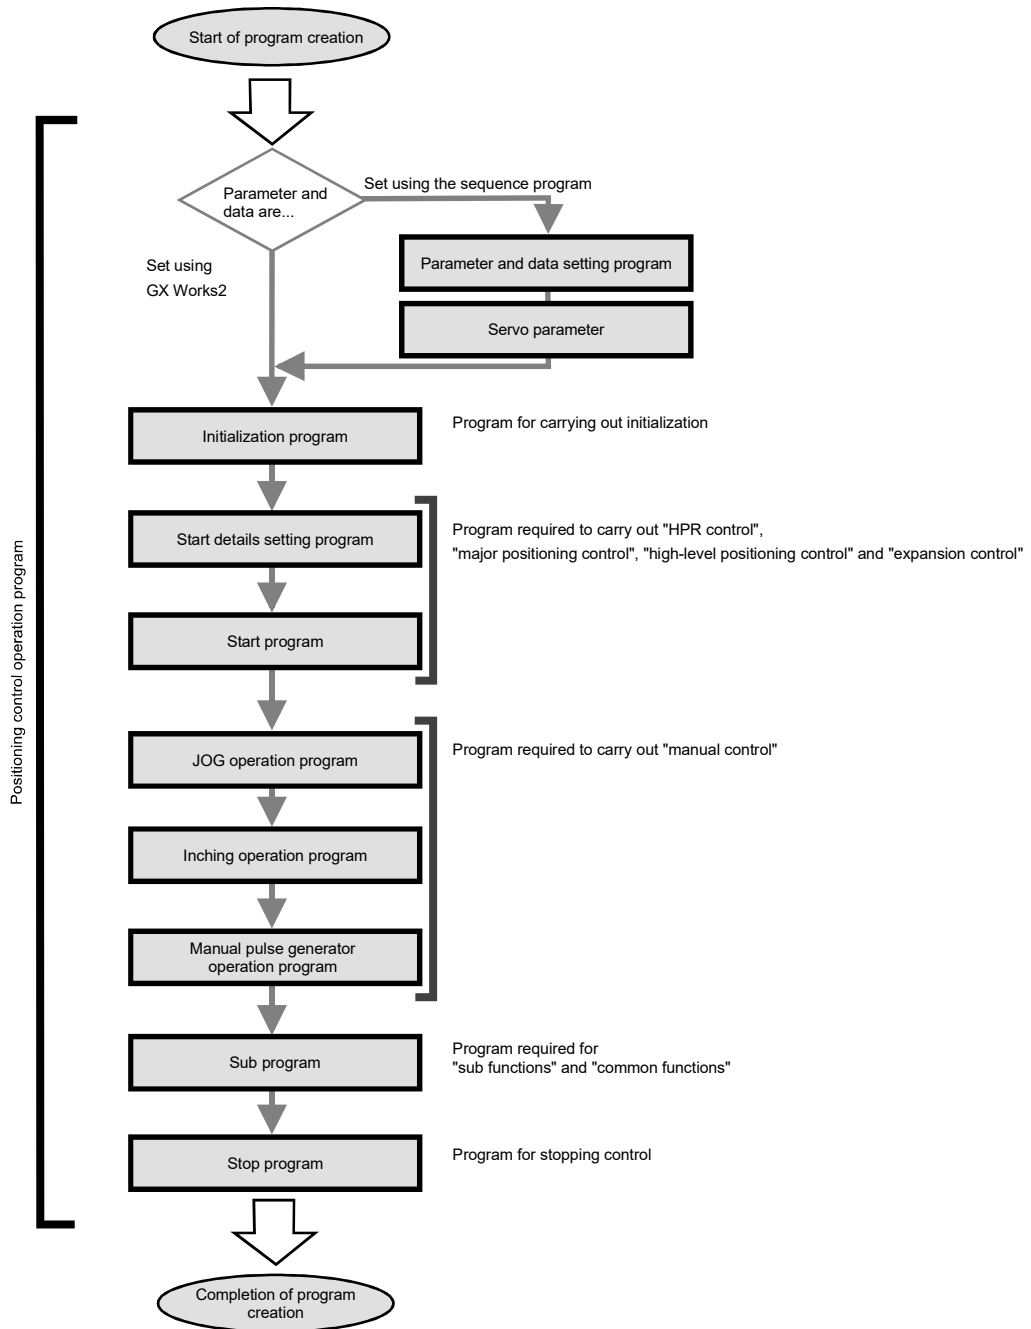 Start of program creation
Parameter and
data are...
Set using the sequence program
Set using
GX Works2
Parameter and data setting program
Servo parameter
Initialization program
Program for carrying out initialization
Start details setting program
Program required to carry out "HPR control",
"major positioning control", "high-level positioning control" and "expansion control"
Start program
JOG operation program
Program required to carry out "manual control"
Inching operation program
Manual pulse generator
operation program
Sub program
Program required for
"sub functions" and "common functions"
Stop program
Program for stopping control
Completion of program
creation
Positioning control operation program